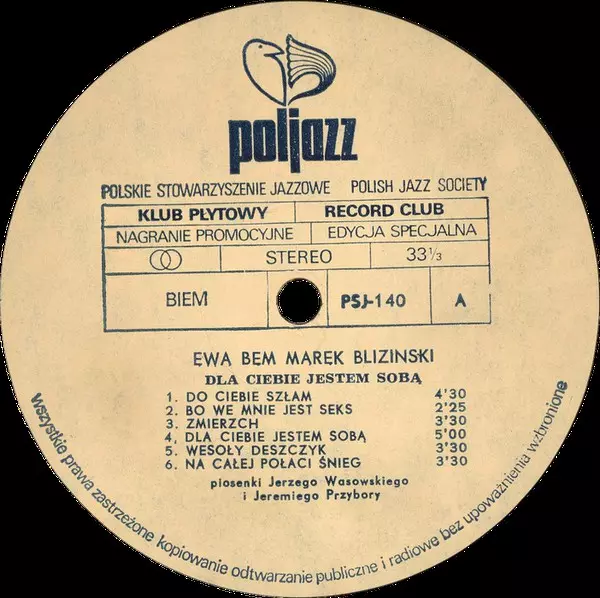 poljazz
POLSKIE STOWARZYSZENIE JAZZOWE POLISH JAZZ SOCIETY
KLUB PŁYTOWY RECORD CLUB
NAGRANIE PROMOCYJNE EDYCJA SPECJALNA
STEREO 33 1/3
BIEM PSJ-140 A
EWA BEM MAREK BLIZINSKI
DLA CIEBIE JESTEM SOBĄ
1. DO CIEBIE SZŁAM 4'30
2. BO WE MNIE JEST SEKS 2'25
3. ZMIERZCH 3'30
4, DLA CIEBIE JESTEM SOBĄ 5'00
5. WESOŁY DESZCZYK 3'30
6. NA CAŁEJ POŁACI ŚNIEG 3'30
piosenki Jerzego Wasowskiego
i Jeremiego Przybory
wszystkie prawa zastrzeżone kopiowanie odtwarzanie publiczne i radiowe bez upoważnienia wzbronione